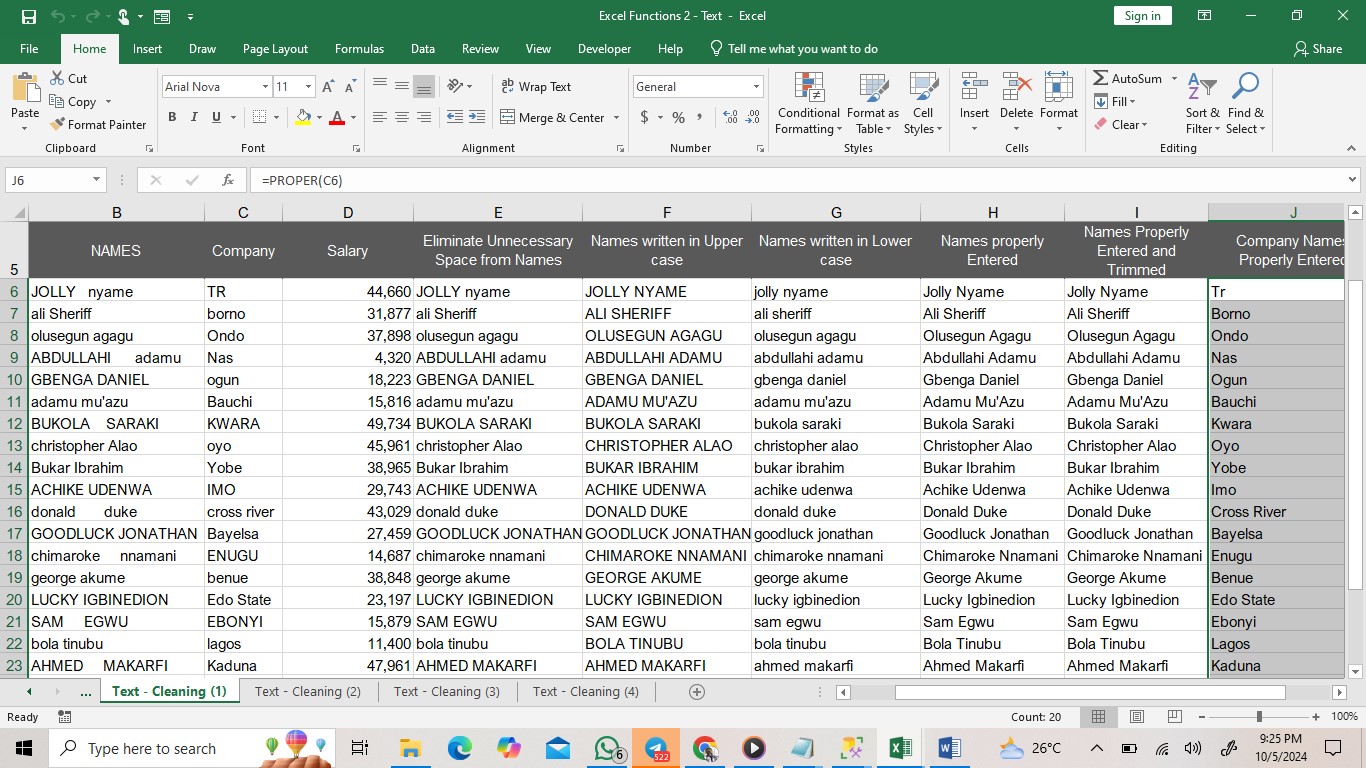 Excel Functions 2 - Text - Excel
Sign in
File Home Insert Draw Page Layout Formulas Data Review View Developer Help Tell me what you want to do Share
Cut
Copy
Format Painter
Paste
Clipboard
Arial Nova 11 A A
B I U A
Font
ab Wrap Text
Merge & Center
Alignment
General
$ % ,
Number
Conditional Formatting
Format as Table
Cell Styles
Styles
Insert Delete Format
Cells
AutoSum
Fill
Clear
Sort & Filter
Find & Select
Editing
J6 fx =PROPER(C6)
B C D E F G H I J
5 NAMES Company Salary Eliminate Unnecessary Space from Names Names written in Upper case Names written in Lower case Names properly Entered Names Properly Entered and Trimmed Company Names Properly Entered
6 JOLLY   nyame TR 44,660 JOLLY nyame JOLLY NYAME jolly nyame Jolly Nyame Jolly Nyame Tr
7 ali Sheriff borno 31,877 ali Sheriff ALI SHERIFF ali sheriff Ali Sheriff Ali Sheriff Borno
8 olusegun agagu Ondo 37,898 olusegun agagu OLUSEGUN AGAGU olusegun agagu Olusegun Agagu Olusegun Agagu Ondo
9 ABDULLAHI      adamu Nas 4,320 ABDULLAHI adamu ABDULLAHI ADAMU abdullahi adamu Abdullahi Adamu Abdullahi Adamu Nas
10 GBENGA DANIEL ogun 18,223 GBENGA DANIEL GBENGA DANIEL gbenga daniel Gbenga Daniel Gbenga Daniel Ogun
11 adamu mu'azu Bauchi 15,816 adamu mu'azu ADAMU MU'AZU adamu mu'azu Adamu Mu'Azu Adamu Mu'Azu Bauchi
12 BUKOLA    SARAKI KWARA 49,734 BUKOLA SARAKI BUKOLA SARAKI bukola saraki Bukola Saraki Bukola Saraki Kwara
13 christopher Alao oyo 45,961 christopher Alao CHRISTOPHER ALAO christopher alao Christopher Alao Christopher Alao Oyo
14 Bukar Ibrahim Yobe 38,965 Bukar Ibrahim BUKAR IBRAHIM bukar ibrahim Bukar Ibrahim Bukar Ibrahim Yobe
15 ACHIKE UDENWA IMO 29,743 ACHIKE UDENWA ACHIKE UDENWA achike udenwa Achike Udenwa Achike Udenwa Imo
16 donald      duke cross river 43,029 donald duke DONALD DUKE donald duke Donald Duke Donald Duke Cross River
17 GOODLUCK JONATHAN Bayelsa 27,459 GOODLUCK JONATHAN GOODLUCK JONATHAN goodluck jonathan Goodluck Jonathan Goodluck Jonathan Bayelsa
18 chimaroke     nnamani ENUGU 14,687 chimaroke nnamani CHIMAROKE NNAMANI chimaroke nnamani Chimaroke Nnamani Chimaroke Nnamani Enugu
19 george akume benue 38,848 george akume GEORGE AKUME george akume George Akume George Akume Benue
20 LUCKY IGBINEDION Edo State 23,197 LUCKY IGBINEDION LUCKY IGBINEDION lucky igbinedion Lucky Igbinedion Lucky Igbinedion Edo State
21 SAM     EGWU EBONYI 15,879 SAM EGWU SAM EGWU sam egwu Sam Egwu Sam Egwu Ebonyi
22 bola tinubu lagos 11,400 bola tinubu BOLA TINUBU bola tinubu Bola Tinubu Bola Tinubu Lagos
23 AHMED     MAKARFI Kaduna 47,961 AHMED MAKARFI AHMED MAKARFI ahmed makarfi Ahmed Makarfi Ahmed Makarfi Kaduna
... Text - Cleaning (1) Text - Cleaning (2) Text - Cleaning (3) Text - Cleaning (4)
Ready Count: 20 100%
Type here to search 6 522 26°C 9:25 PM
10/5/2024